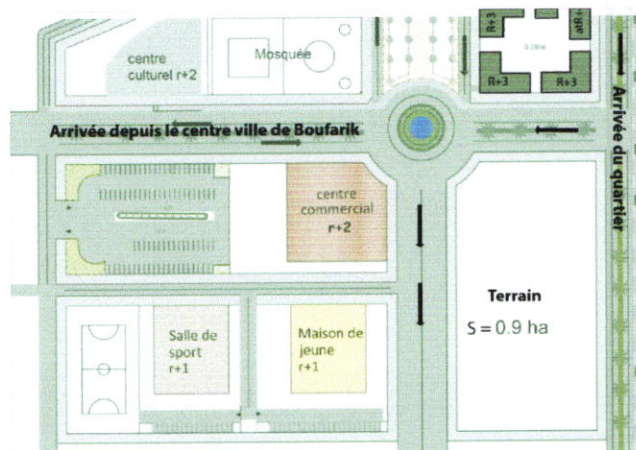 centre
culturel r+2
Mosquée
R+3
R+3
R+3
Arrivée depuis le centre ville de Boufarik
Arrivée du quartier
centre
commercial
r+2
Terrain
S = 0.9 ha
Salle de
sport
r+1
Maison de
jeune
r+1